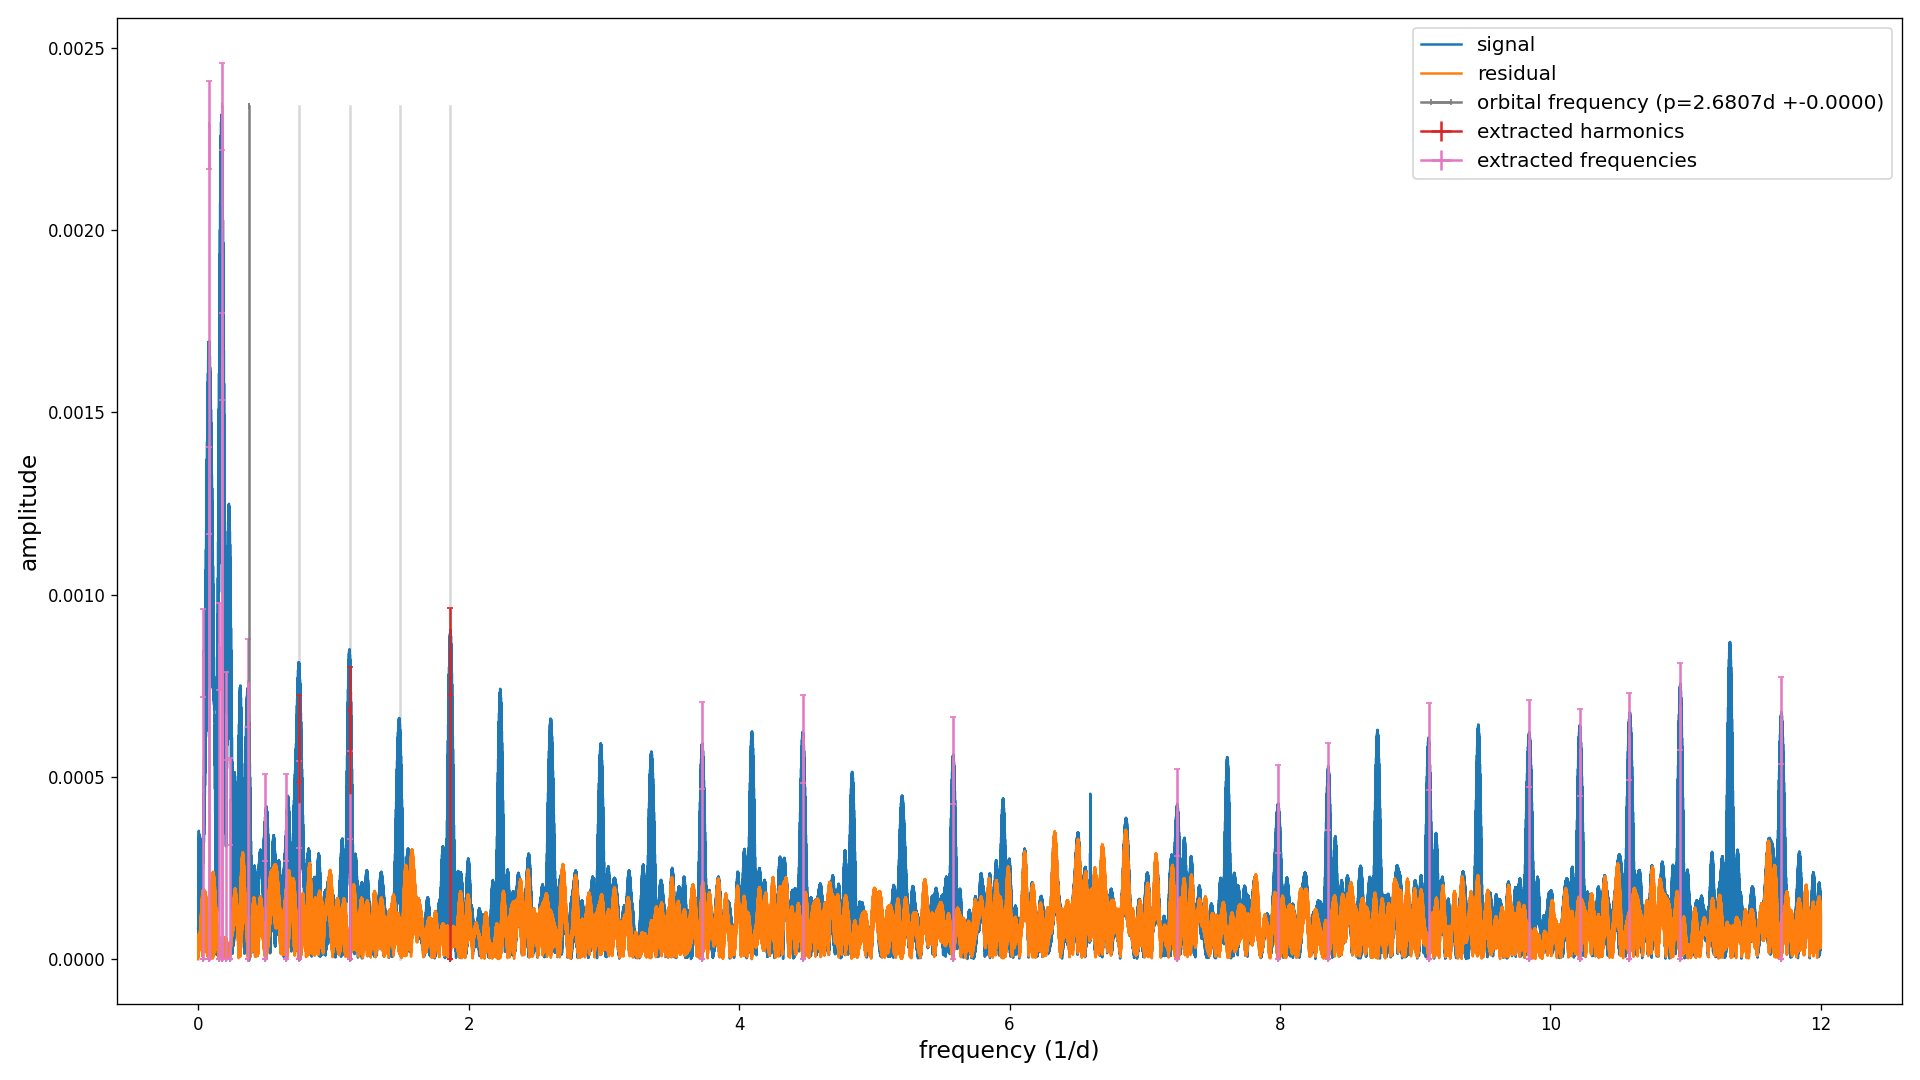 signal
residual
orbital frequency (p=2.6807d +-0.0000)
extracted harmonics
extracted frequencies
0.0025
0.0020
0.0015
0.0010
0.0005
0.0000
amplitude
0 2 4 6 8 10 12
frequency (1/d)